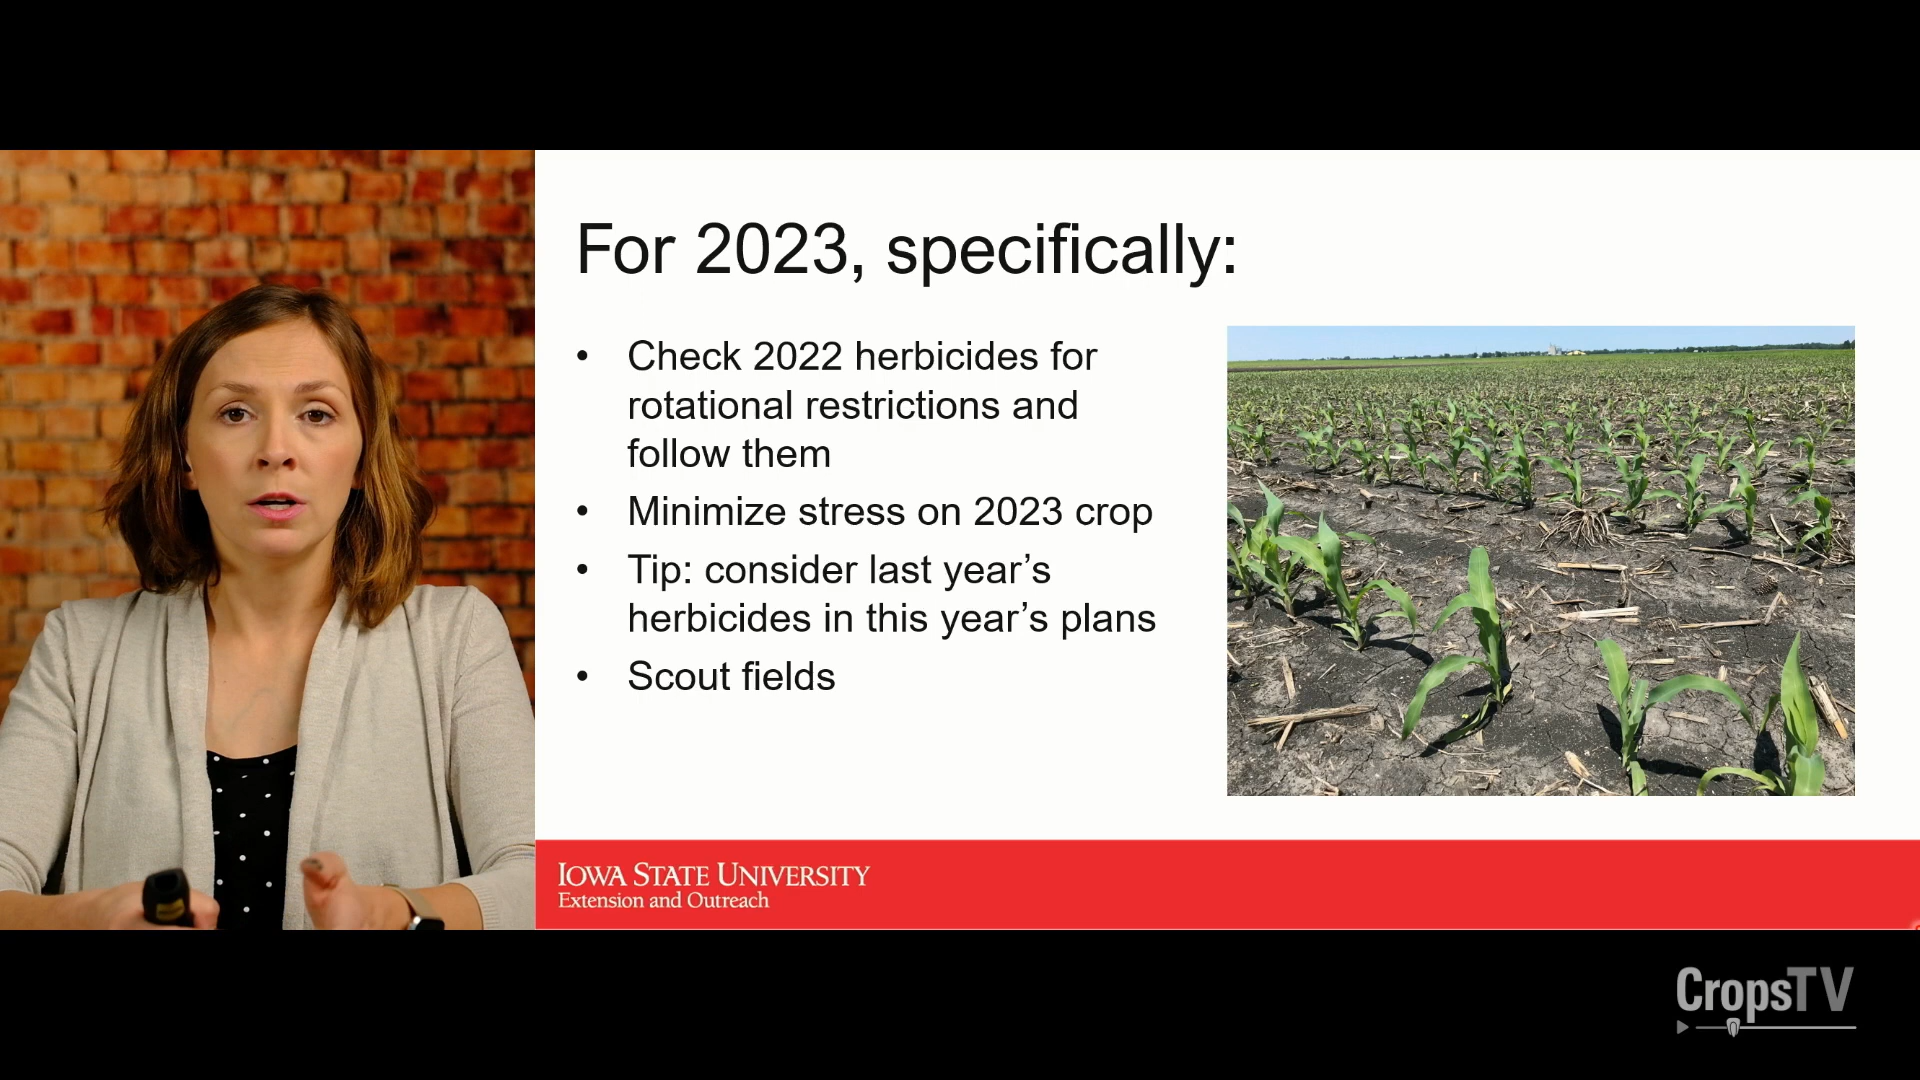 For 2023, specifically:
• Check 2022 herbicides for
rotational restrictions and
follow them
• Minimize stress on 2023 crop
• Tip: consider last year’s
herbicides in this year’s plans
• Scout fields
IOWA STATE UNIVERSITY
Extension and Outreach
CropsTV